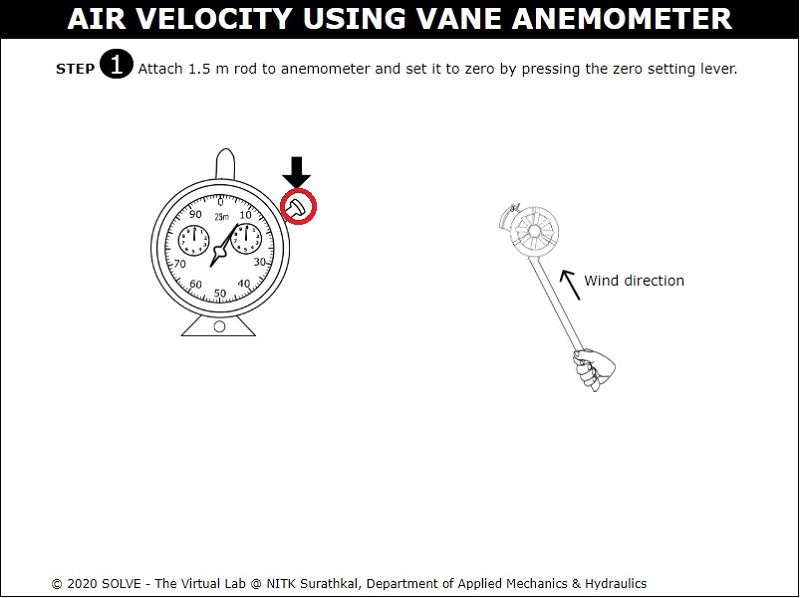 AIR VELOCITY USING VANE ANEMOMETER
STEP 1 Attach 1.5 m rod to anemometer and set it to zero by pressing the zero setting lever.
0
90
10
25m
70
30
60
40
50
Wind direction
© 2020 SOLVE - The Virtual Lab @ NITK Surathkal, Department of Applied Mechanics & Hydraulics